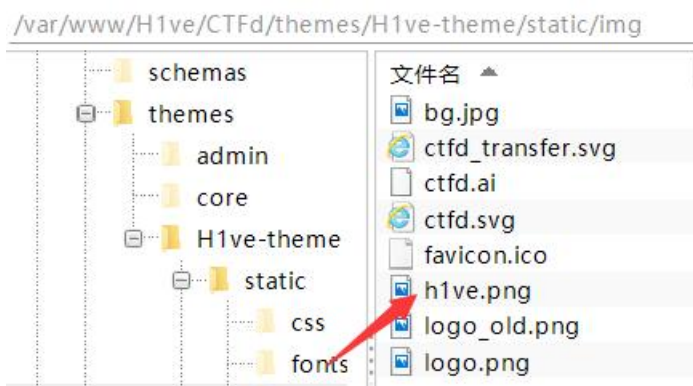 /var/www/H1ve/CTFd/themes/H1ve-theme/static/img
schemas
themes
admin
core
H1ve-theme
static
css
fonts
文件名
bg.jpg
ctfd_transfer.svg
ctfd.ai
ctfd.svg
favicon.ico
h1ve.png
logo_old.png
logo.png